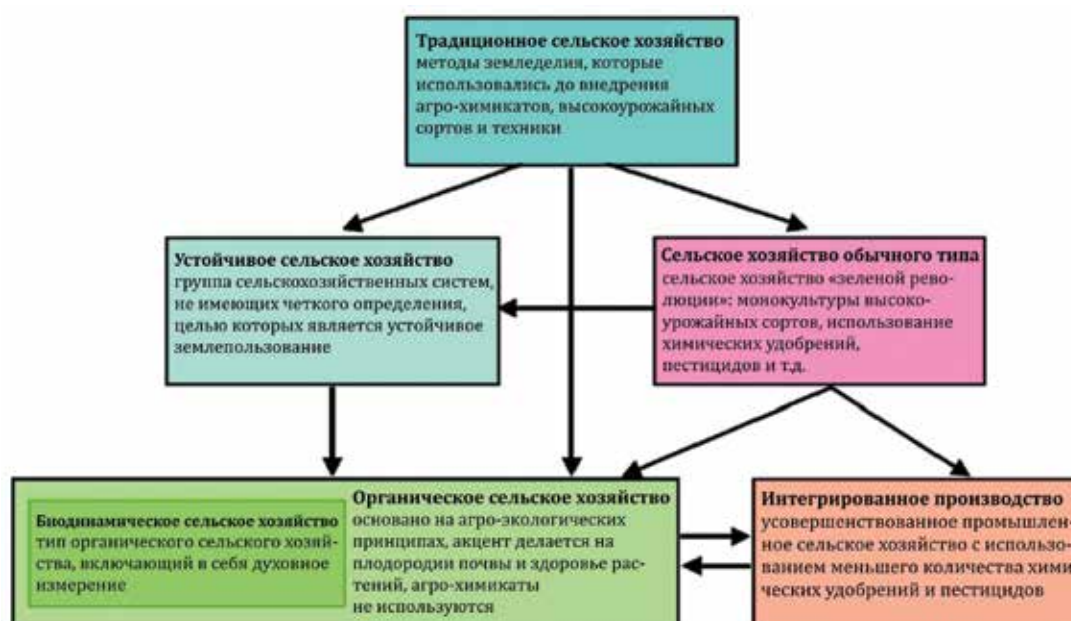 Традиционное сельское хозяйство
методы земледелия, которые
использовались до внедрения
агро-химикатов, высокоурожайных
сортов и техники
Устойчивое сельское хозяйство
группа сельскохозяйственных систем,
не имеющих четкого определения,
целью которых является устойчивое
землепользование
Сельское хозяйство обычного типа
сельское хозяйство «зеленой рево-
люции»: монокультуры высоко-
урожайных сортов, использование
химических удобрений,
пестицидов и т.д.
Биодинамическое сельское хозяйство
тип органического сельского хозяй-
ства, включающий в себя духовное
измерение
Органическое сельское хозяйство
основано на агро-экологических
принципах, акцент делается на
плодородии почвы и здоровье рас-
тений, агро-химикаты
не используются
Интегрированное производство
усовершенствованное промышлен-
ное сельское хозяйство с использо-
ванием меньшего количества хими-
ческих удобрений и пестицидов